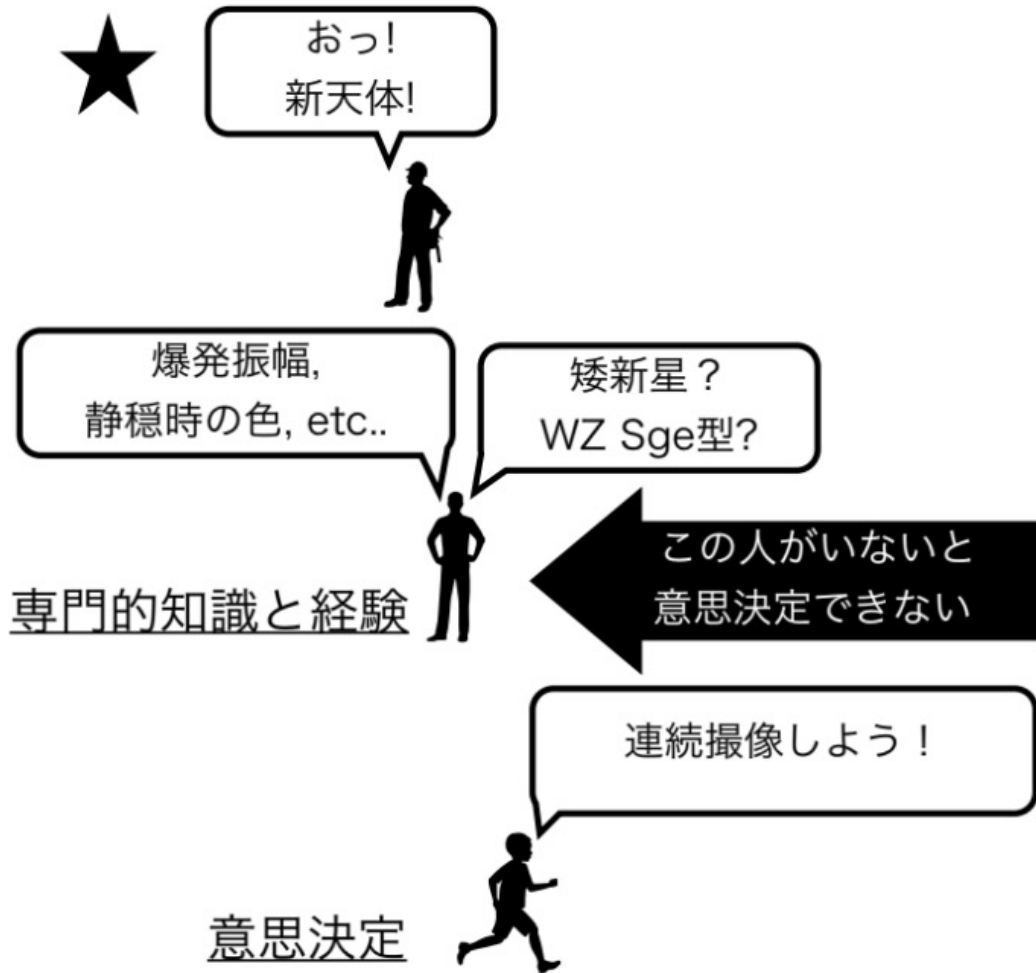 おっ!
新天体!
爆発振幅,
静穏時の色, etc..
矮新星？
WZ Sge型?
この人がいないと
意思決定できない
専門的知識と経験
連続撮像しよう！
意思決定